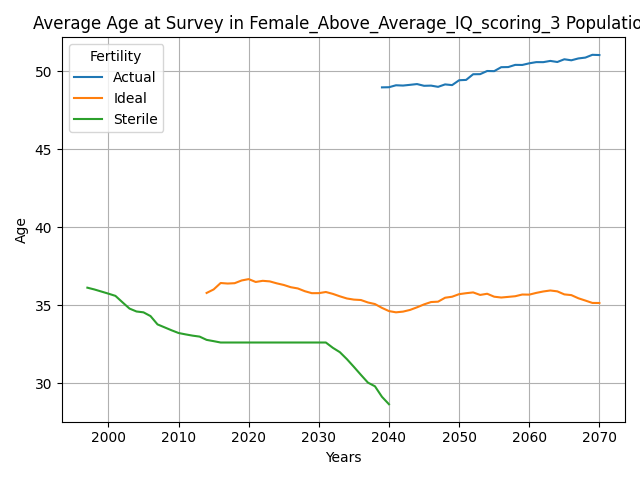 Average Age at Survey in Female_Above_Average_IQ_scoring_3 Populatio
Fertility
Actual
Ideal
Sterile
Age
50
45
40
35
30
2000 2010 2020 2030 2040 2050 2060 2070
Years